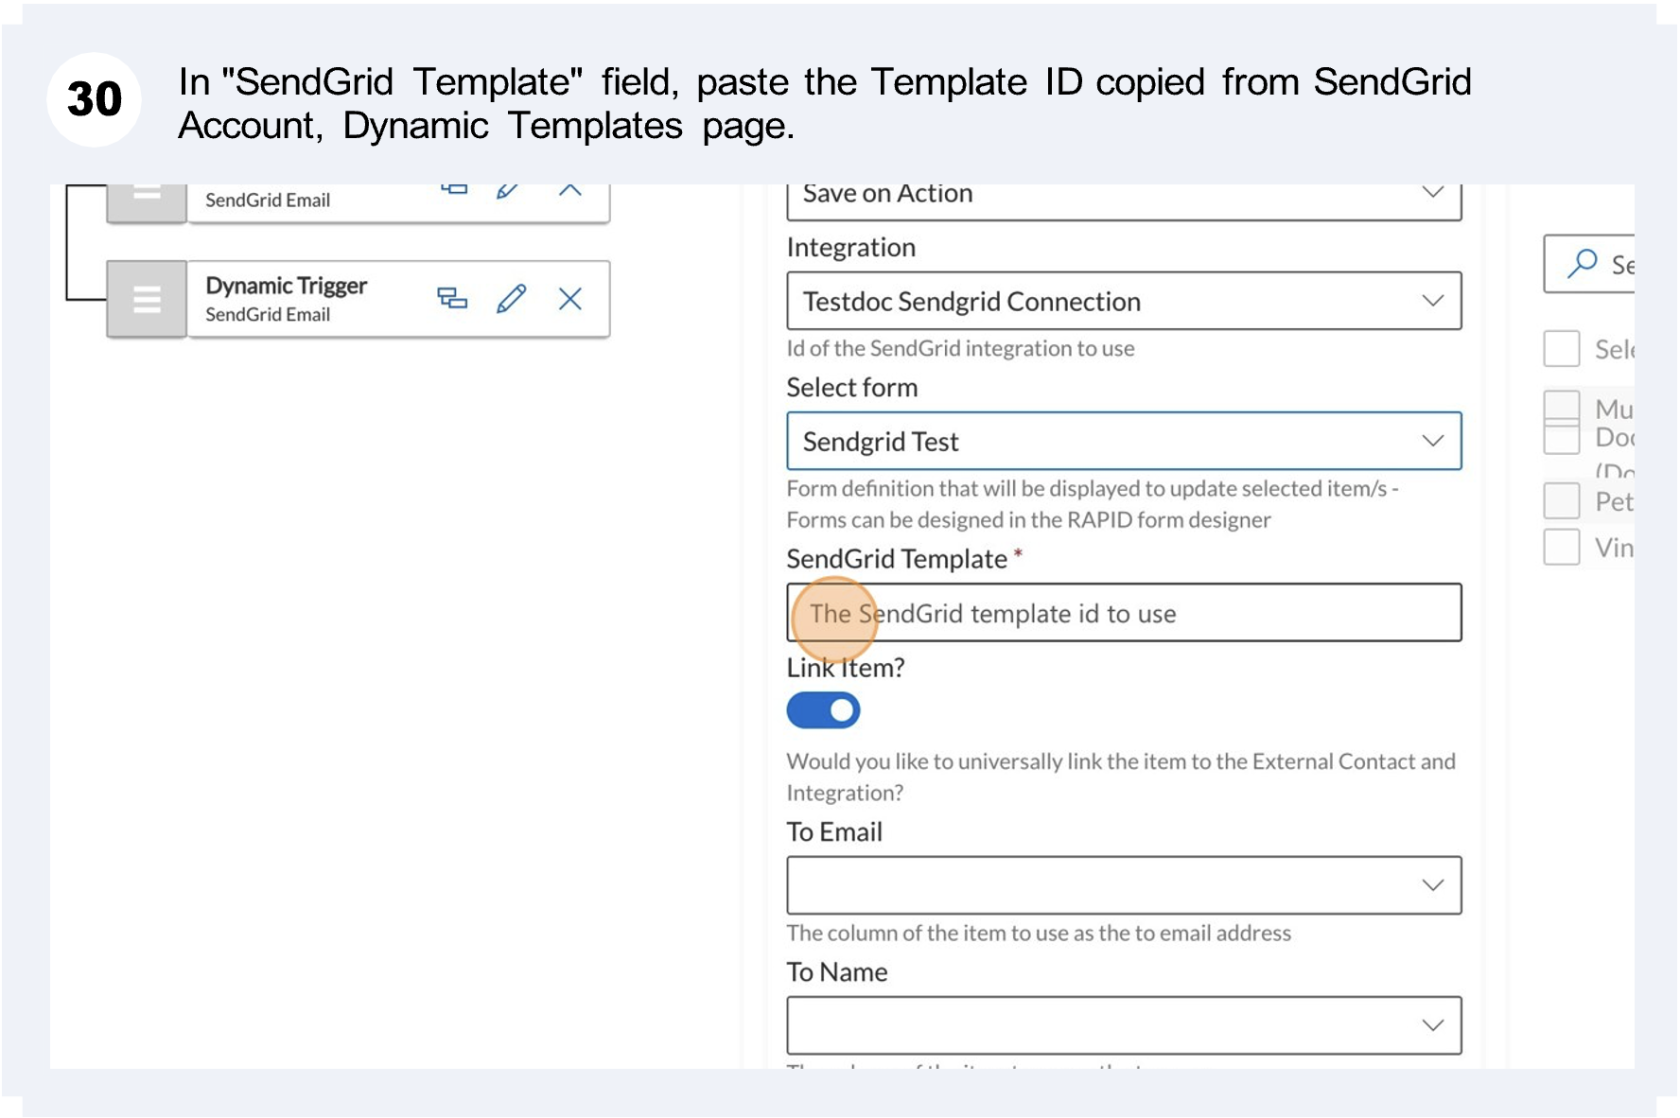 30
In "SendGrid Template" field, paste the Template ID copied from SendGrid
Account, Dynamic Templates page.
SendGrid Email
Dynamic Trigger
SendGrid Email
Save on Action
Integration
Testdoc Sendgrid Connection
Id of the SendGrid integration to use
Select form
Sendgrid Test
Form definition that will be displayed to update selected item/s -
Forms can be designed in the RAPID form designer
SendGrid Template *
The SendGrid template id to use
Link Item?
Would you like to universally link the item to the External Contact and
Integration?
To Email
The column of the item to use as the to email address
To Name
Se
Sele
Mu
Doc
(Do
Pet
Vin